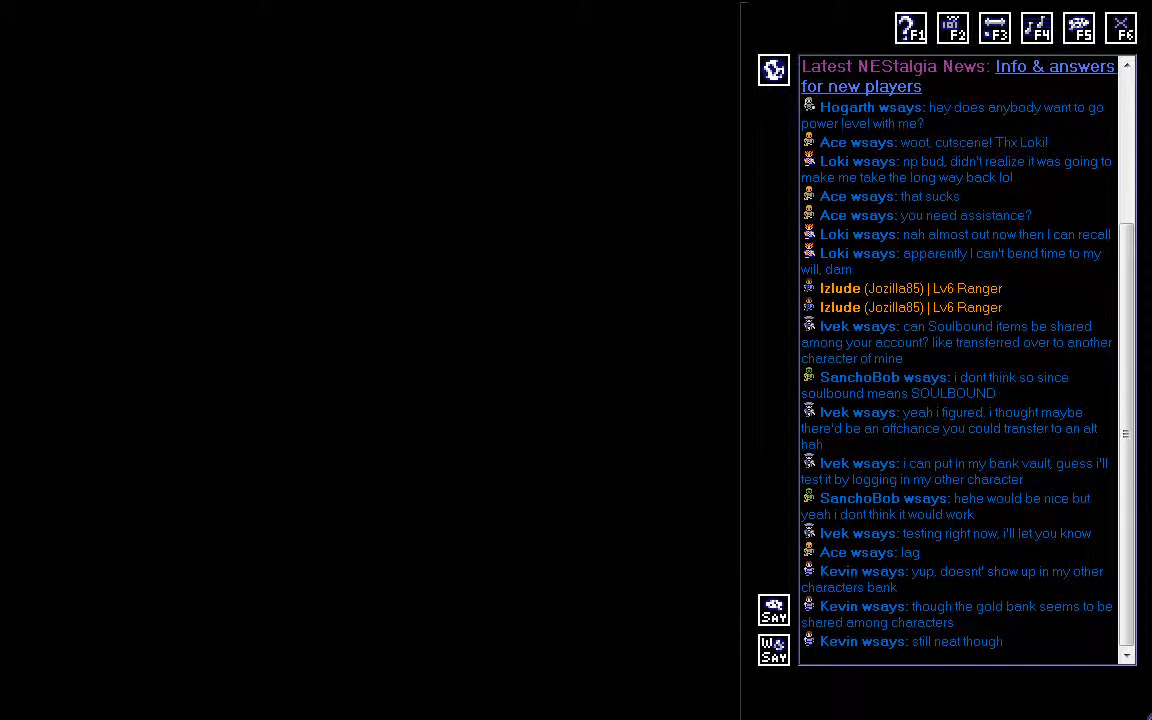 ?F1 F2 F3 F4 F5 F6
Latest NEStalgia News: Info & answers
for new players
Hogarth wsays: hey does anybody want to go
power level with me?
Ace wsays: woot, cutscene! Thx Loki!
Loki wsays: np bud, didn't realize it was going to
make me take the long way back lol
Ace wsays: that sucks
Ace wsays: you need assistance?
Loki wsays: nah almost out now then I can recall
Loki wsays: apparently I can't bend time to my
will, darn
Izlude (Jozilla85) | Lv6 Ranger
Izlude (Jozilla85) | Lv6 Ranger
Ivek wsays: can Soulbound items be shared
among your account? like transferred over to another
character of mine
SanchoBob wsays: i dont think so since
soulbound means SOULBOUND
Ivek wsays: yeah i figured. i thought maybe
there'd be an offchance you could transfer to an alt
hah
Ivek wsays: i can put in my bank vault, guess i'll
test it by logging in my other character
SanchoBob wsays: hehe would be nice but
yeah i dont think it would work
Ivek wsays: testing right now, i'll let you know
Ace wsays: lag
Kevin wsays: yup, doesnt' show up in my other
characters bank
Kevin wsays: though the gold bank seems to be
shared among characters
Kevin wsays: still neat though
SAY
W
SAY